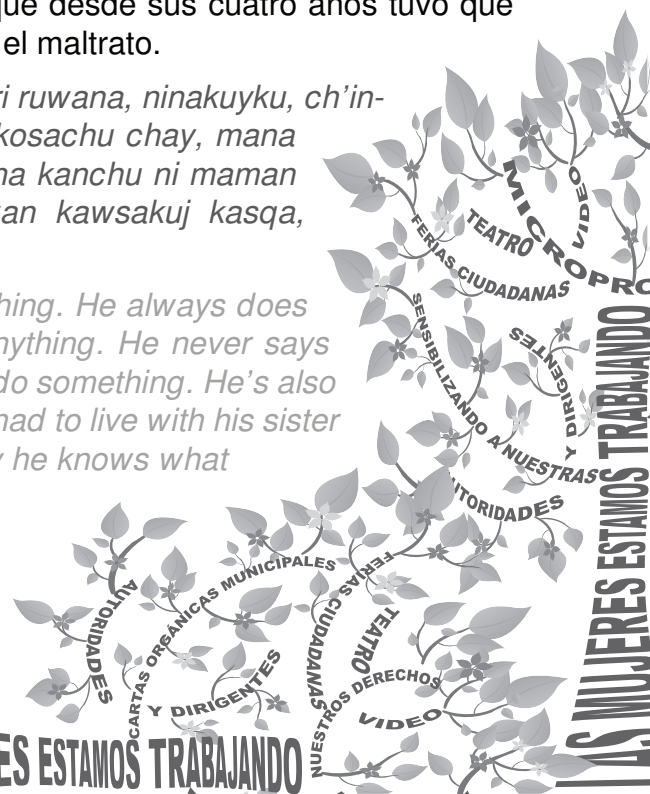 que desde sus cuatro años tuvo que
el maltrato.
ri ruwana, ninakuyku, ch'in-
kosachu chay, mana
na kanchu ni maman
kawsakuj kasqa,
hing. He always does
nything. He never says
do something. He's also
had to live with his sister
he knows what
MICROPRO
VIDEO
TEATRO
FERIAS CIUDADANAS
SENSIBILIZANDO A NUESTRAS
Y DIRIGENTES
AUTORIDADES
LAS MUJERES ESTAMOS TRABAJANDO
AUTORIDADES
CARTAS ORGÁNICAS MUNICIPALES
Y DIRIGENTES
FERIAS CIUDADANAS
TEATRO
NUESTROS DERECHOS
VIDEO
ES ESTAMOS TRABAJANDO